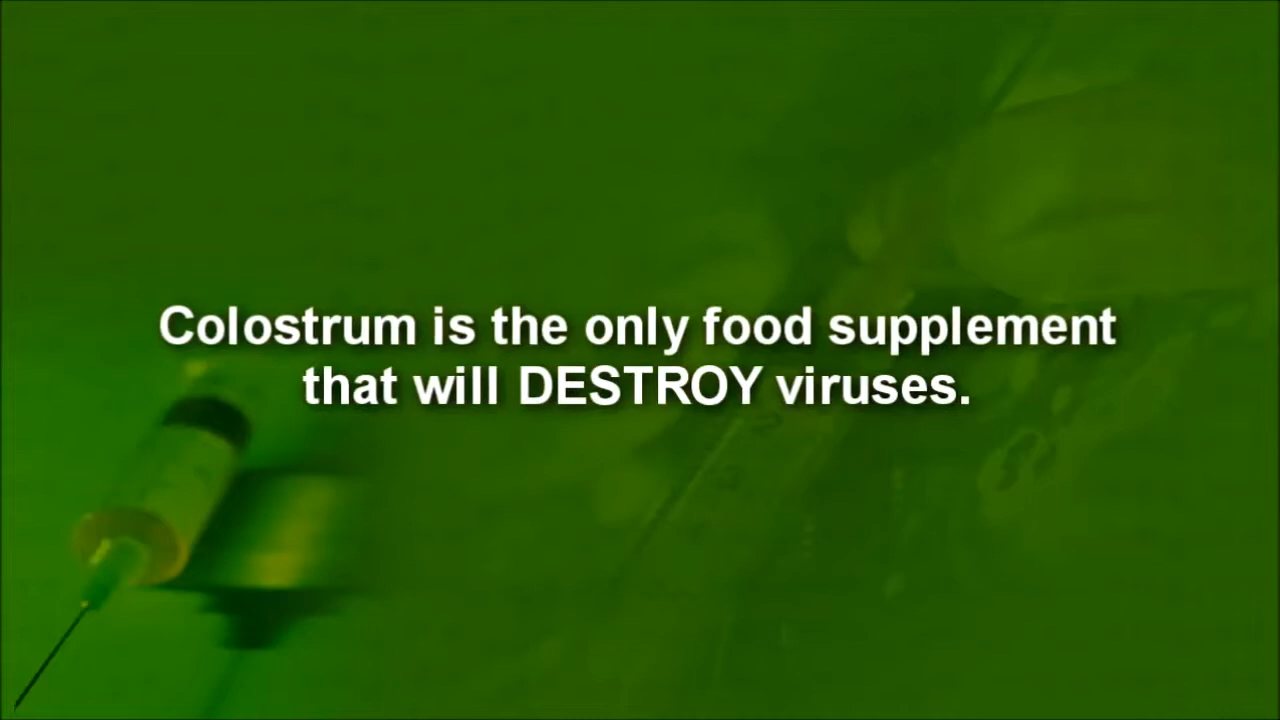 Colostrum is the only food supplement
that will DESTROY viruses.